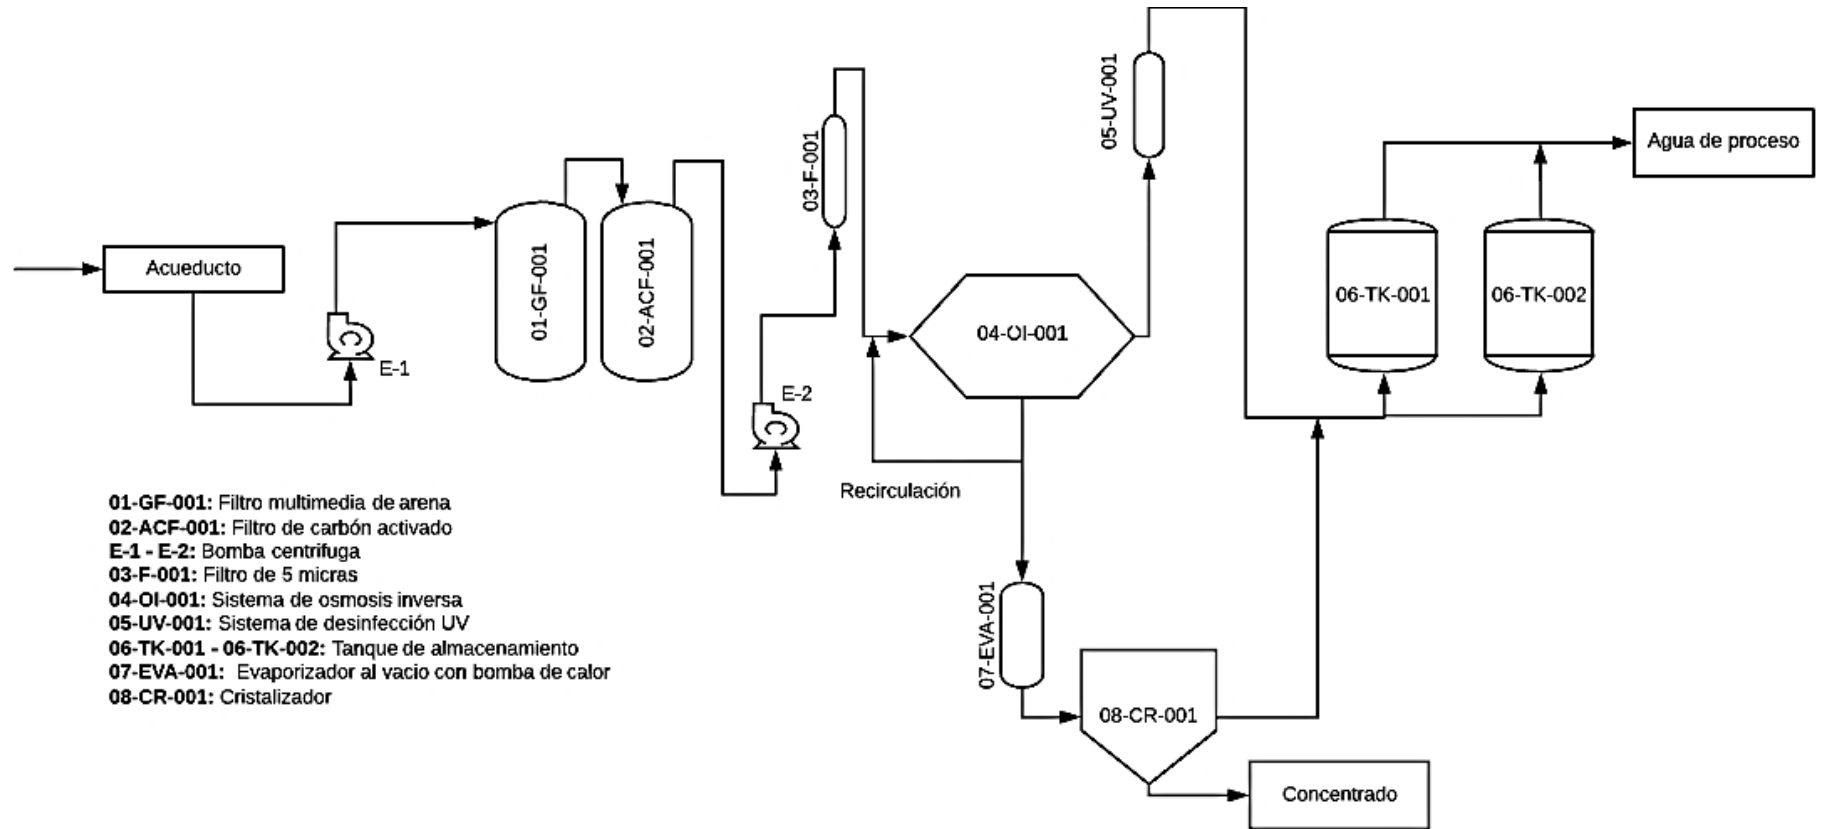 05-UV-001
03-F-001
Agua de proceso
Acueducto
01-GF-001
02-ACF-001
E-1
E-2
04-OI-001
06-TK-001
06-TK-002
Recirculación
01-GF-001: Filtro multimedia de arena
02-ACF-001: Filtro de carbón activado
E-1 - E-2: Bomba centrifuga
03-F-001: Filtro de 5 micras
04-OI-001: Sistema de osmosis inversa
05-UV-001: Sistema de desinfección UV
06-TK-001 - 06-TK-002: Tanque de almacenamiento
07-EVA-001: Evaporizador al vacio con bomba de calor
08-CR-001: Cristalizador
07-EVA-001
08-CR-001
Concentrado